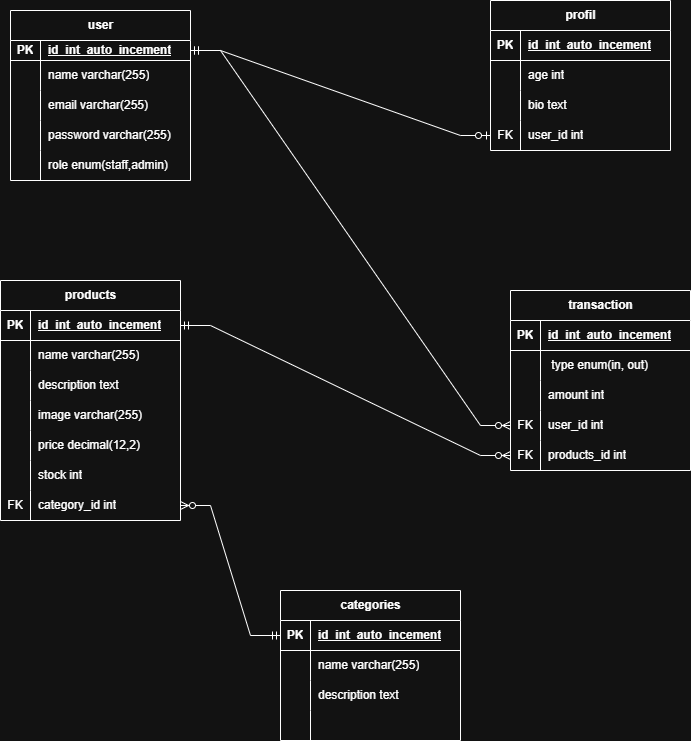 user
PK id_int_auto_incement
name varchar(255)
email varchar(255)
password varchar(255)
role enum(staff,admin)
profil
PK id_int_auto_incement
age int
bio text
FK user_id int
products
PK id_int_auto_incement
name varchar(255)
description text
image varchar(255)
price decimal(12,2)
stock int
FK category_id int
transaction
PK id_int_auto_incement
type enum(in, out)
amount int
FK user_id int
FK products_id int
categories
PK id_int_auto_incement
name varchar(255)
description text